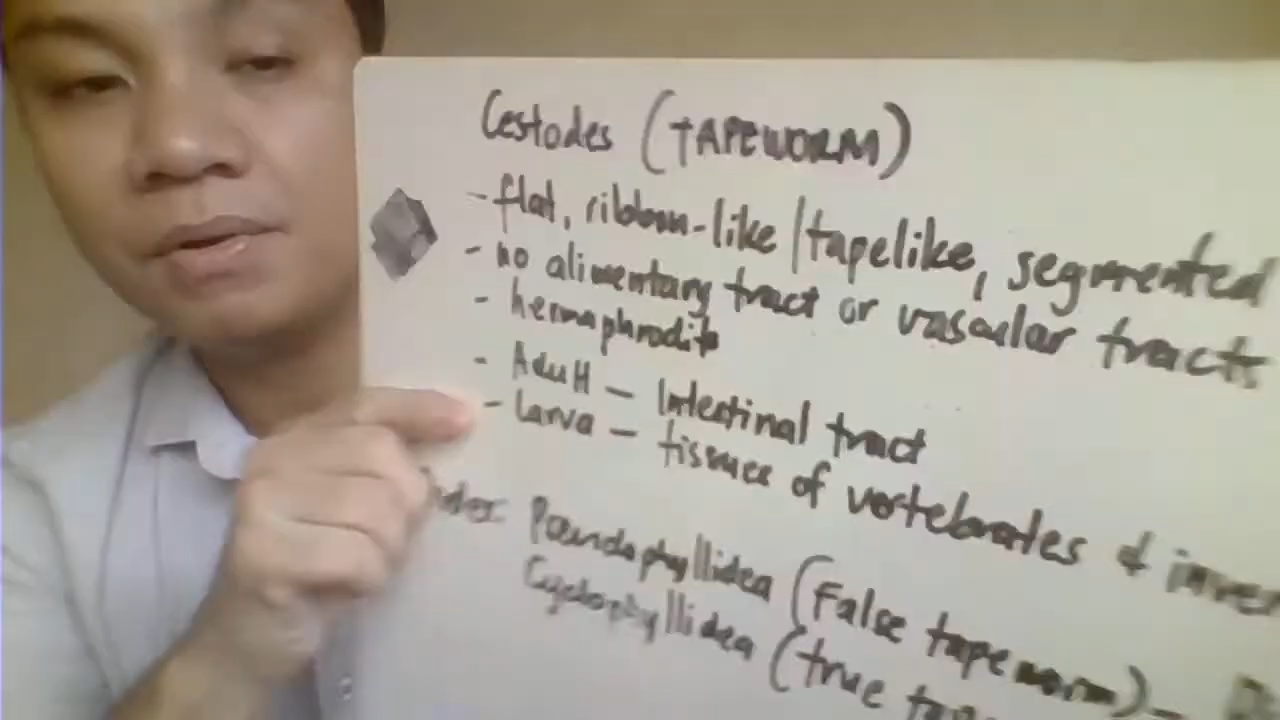 Cestodes (TAPEWORM)
- flat, ribbon-like/tapelike, segmented
- no alimentary tract or vascular tracts
- hermaphrodite
- Adult - Intestinal tract
- Larva - tissues of vertebrates &
Pseudophyllidea (False tapeworm) -
Cyclophyllidea (true